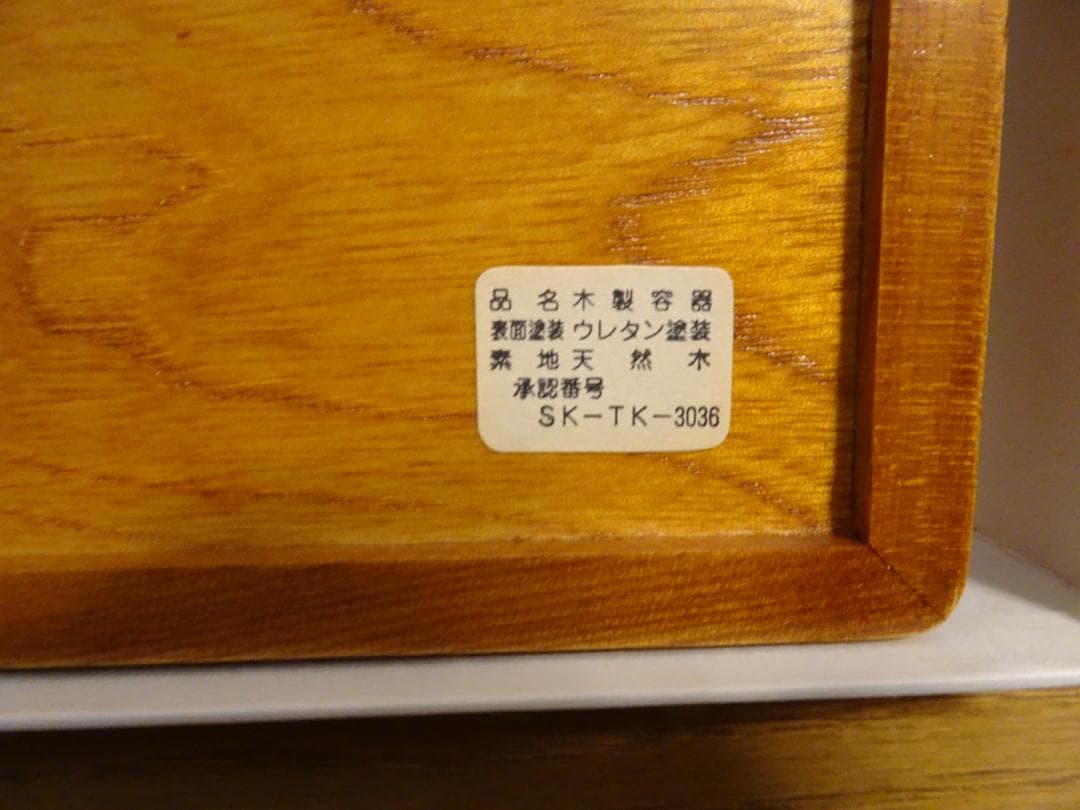 品名 木製容器
表面塗装 ウレタン塗装
素地 天然木
承認番号
SK-TK-3036